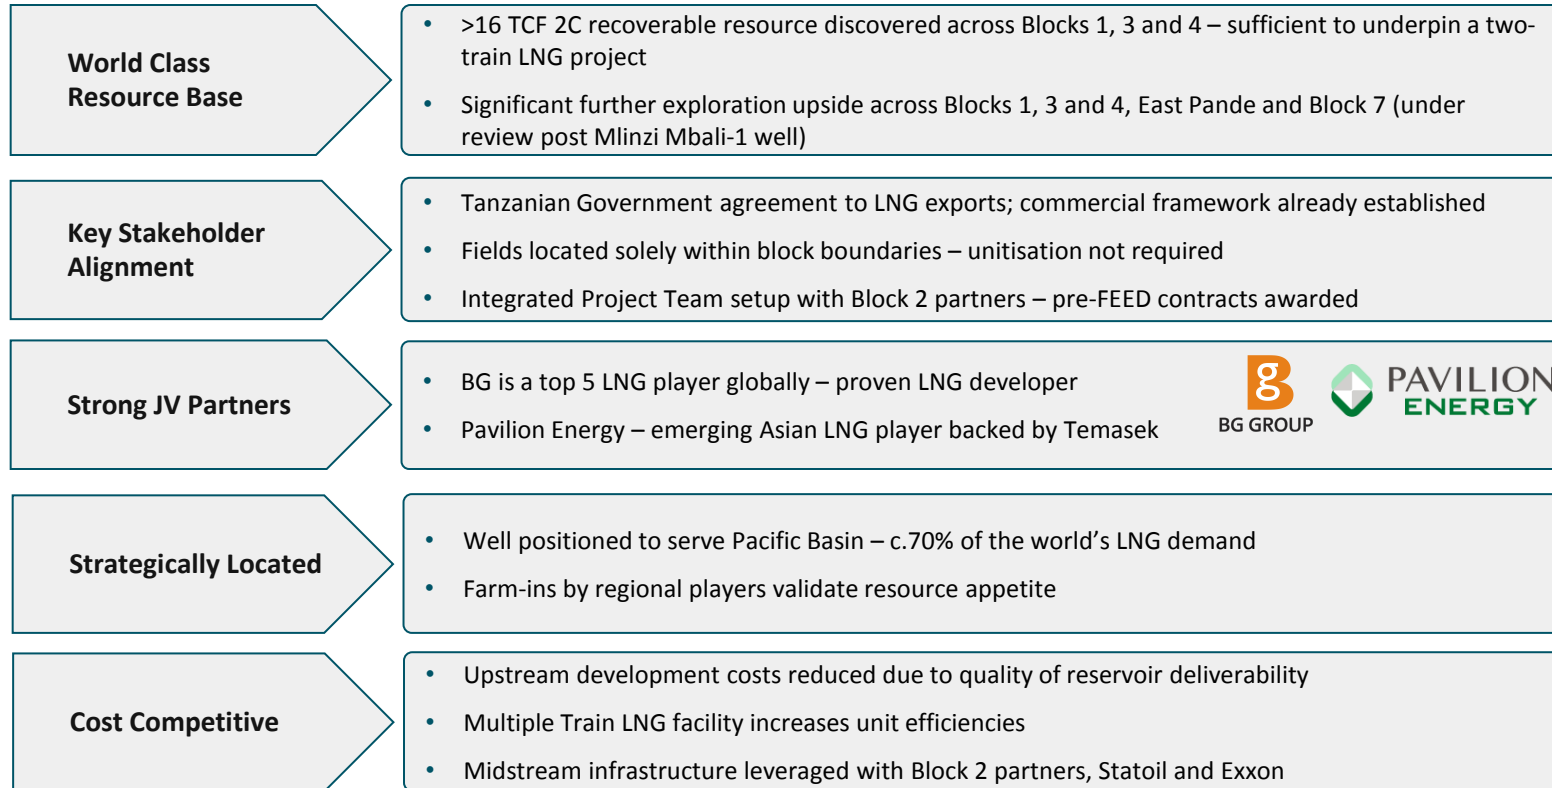 World Class
Resource Base
• >16 TCF 2C recoverable resource discovered across Blocks 1, 3 and 4 – sufficient to underpin a two-
train LNG project
• Significant further exploration upside across Blocks 1, 3 and 4, East Pande and Block 7 (under
review post Mlinzi Mbali-1 well)
Key Stakeholder
Alignment
• Tanzanian Government agreement to LNG exports; commercial framework already established
• Fields located solely within block boundaries – unitisation not required
• Integrated Project Team setup with Block 2 partners – pre-FEED contracts awarded
Strong JV Partners
• BG is a top 5 LNG player globally – proven LNG developer
• Pavilion Energy – emerging Asian LNG player backed by Temasek
g
BG GROUP
PAVILION
ENERGY
Strategically Located
• Well positioned to serve Pacific Basin – c.70% of the world’s LNG demand
• Farm-ins by regional players validate resource appetite
Cost Competitive
• Upstream development costs reduced due to quality of reservoir deliverability
• Multiple Train LNG facility increases unit efficiencies
• Midstream infrastructure leveraged with Block 2 partners, Statoil and Exxon